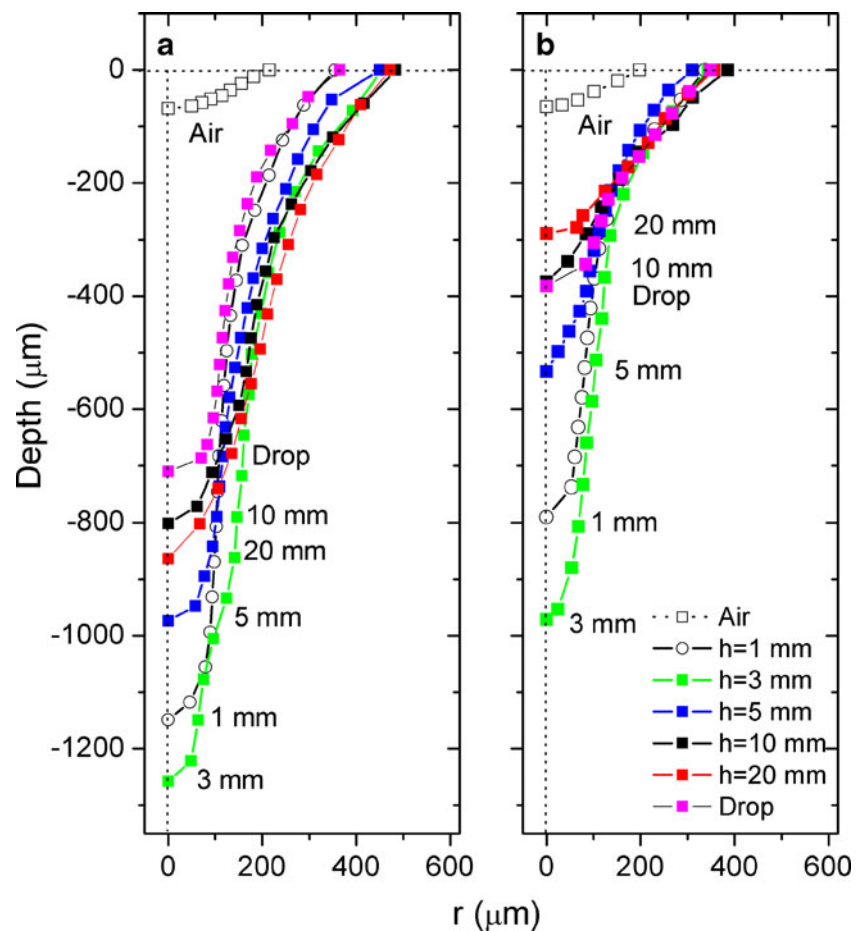 a
b
0
-200
-400
-600
-800
-1000
-1200
Depth (μm)
Air
Drop
10 mm
20 mm
5 mm
1 mm
3 mm
0 200 400 600
Air
20 mm
10 mm
Drop
5 mm
1 mm
3 mm
Air
h=1 mm
h=3 mm
h=5 mm
h=10 mm
h=20 mm
Drop
0 200 400 600
r (μm)